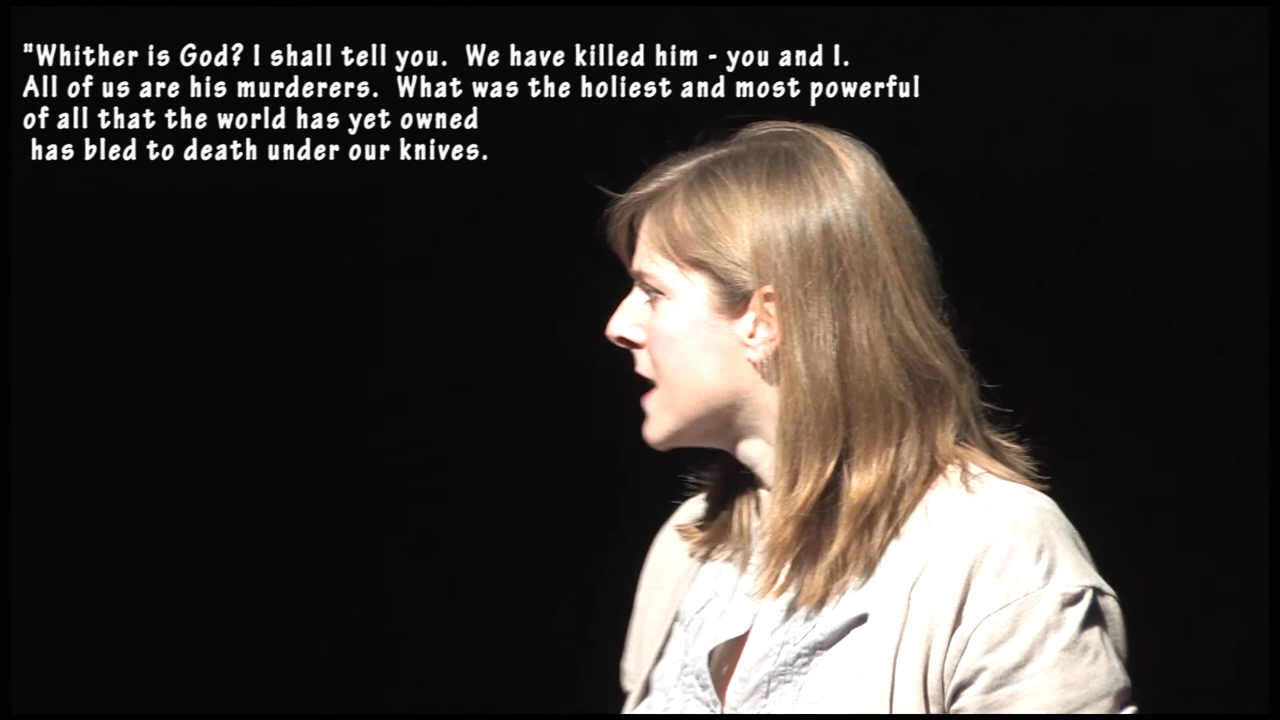 "Whither is God? I shall tell you. We have killed him - you and I.
All of us are his murderers. What was the holiest and most powerful
of all that the world has yet owned
has bled to death under our knives.